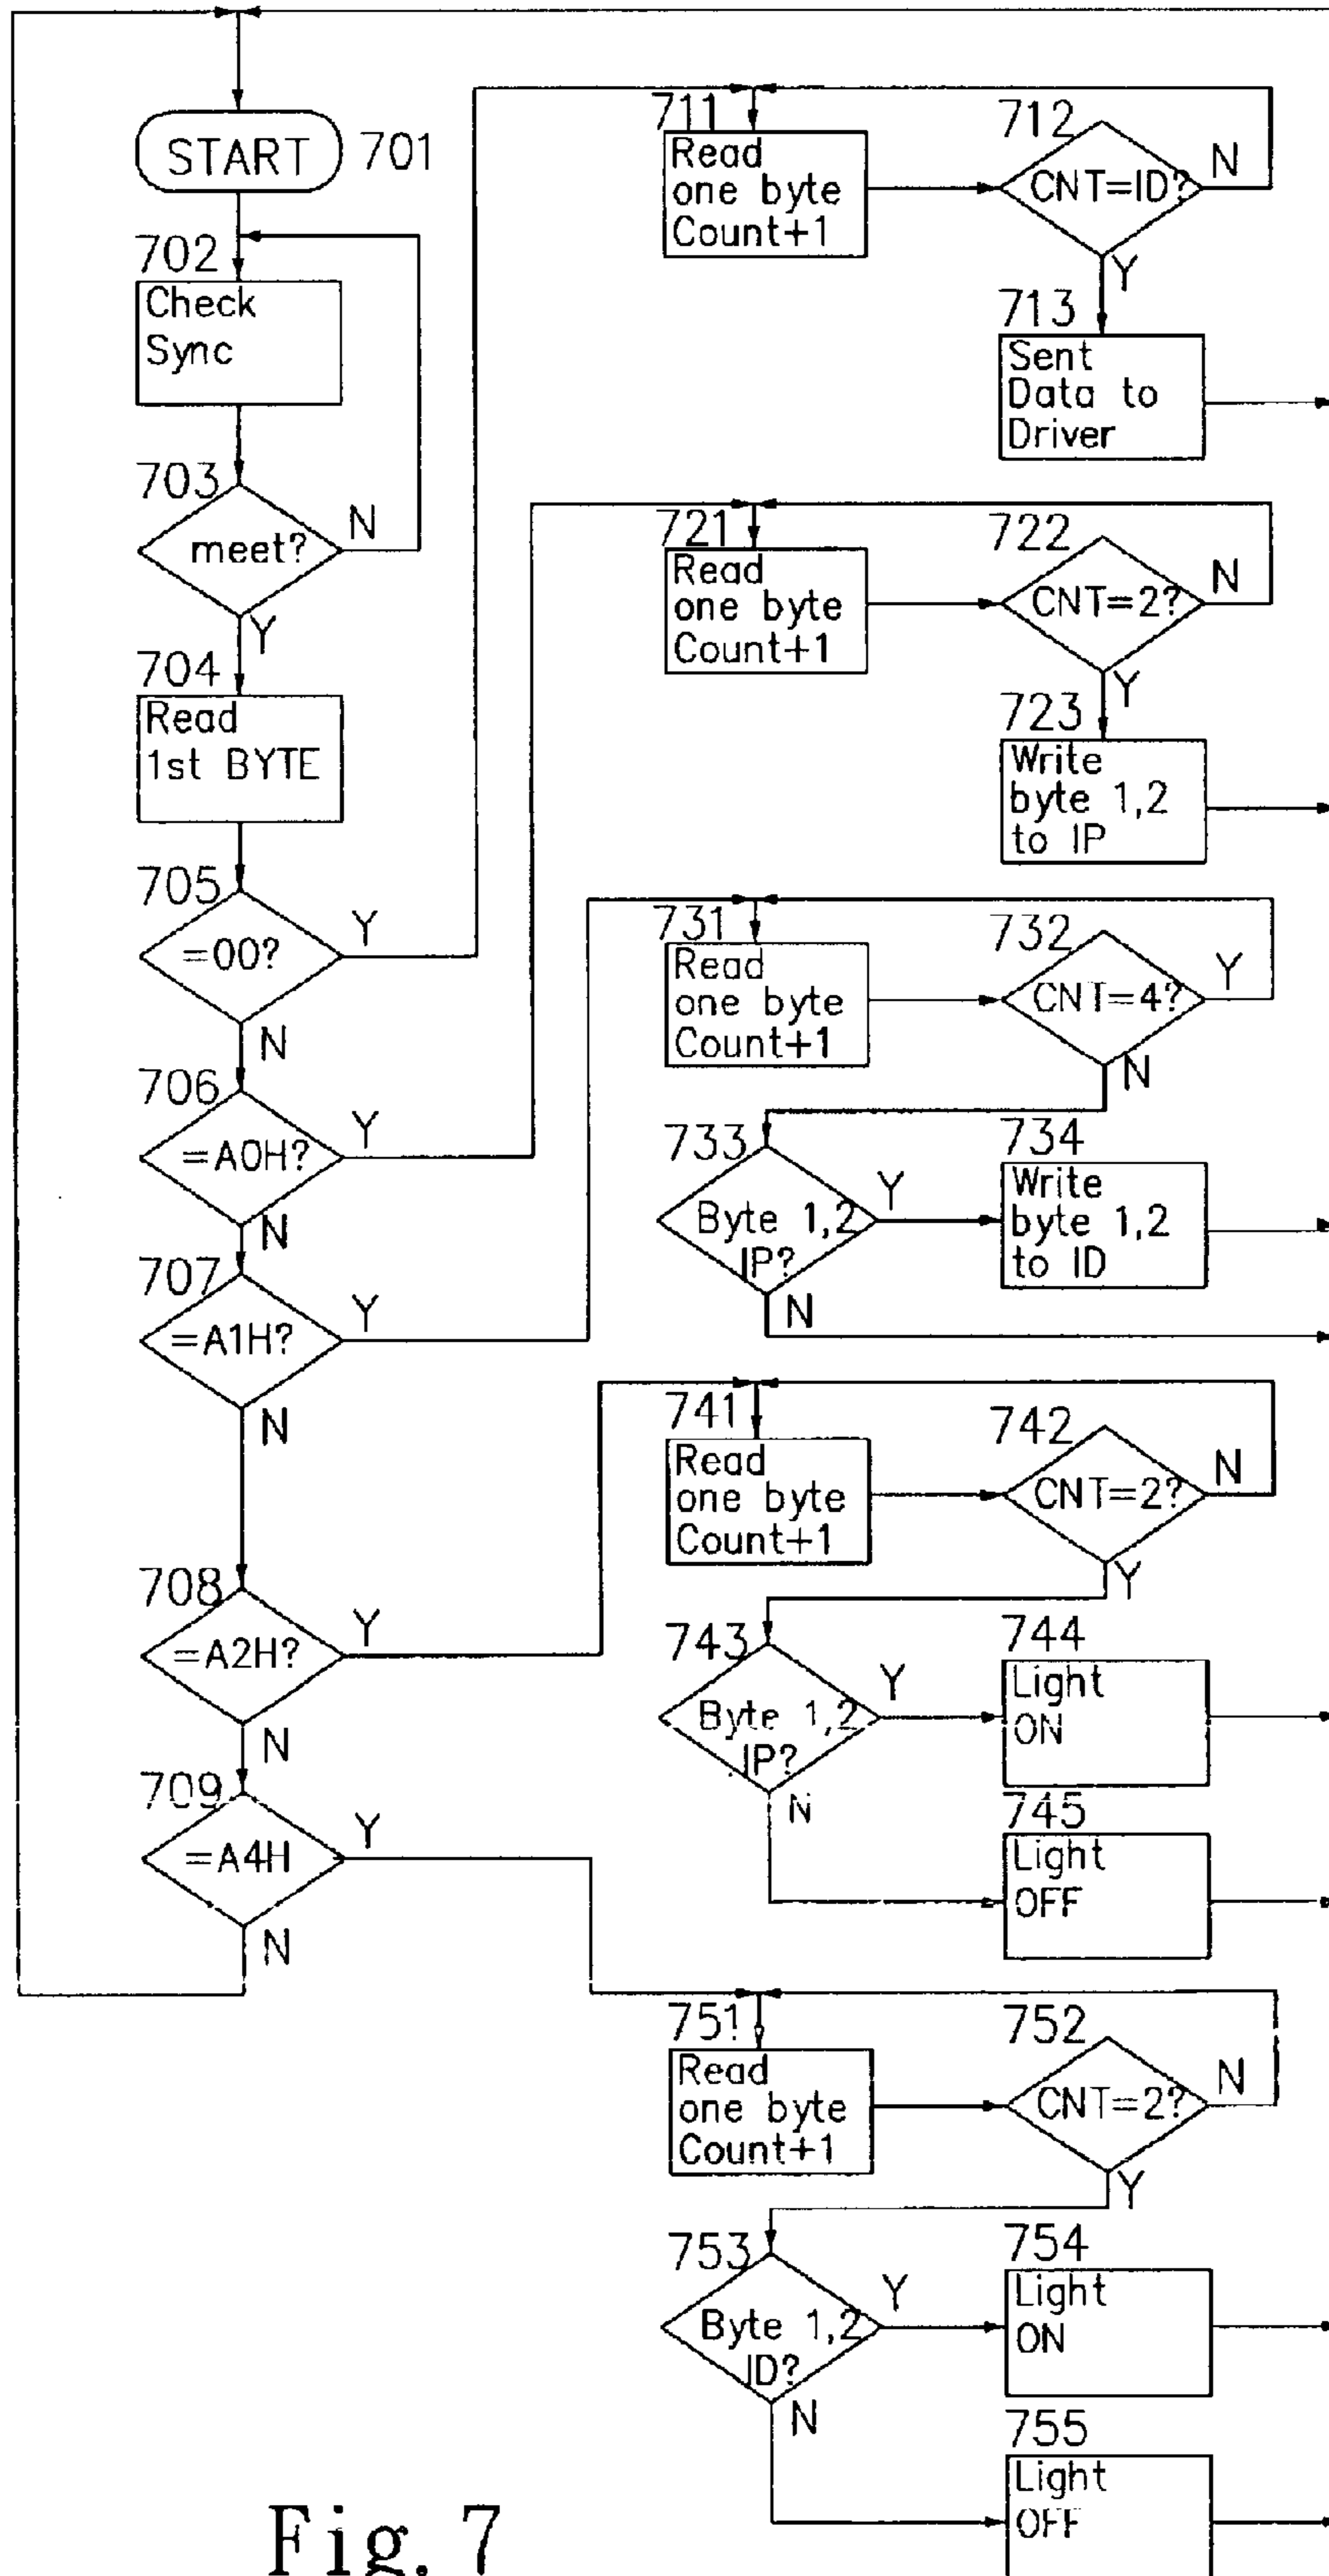 START 701
702
Check
Sync
703
meet?
N
Y
704
Read
1st BYTE
705
=00?
Y
N
706
=A0H?
Y
N
707
=A1H?
Y
N
708
=A2H?
Y
N
709
=A4H
Y
N
711
Read
one byte
Count+1
712
CNT=ID?
N
Y
713
Sent
Data to
Driver
721
Read
one byte
Count+1
722
CNT=2?
N
Y
723
Write
byte 1,2
to IP
731
Read
one byte
Count+1
732
CNT=4?
Y
N
733
Byte 1,2
IP?
Y
N
734
Write
byte 1,2
to ID
741
Read
one byte
Count+1
742
CNT=2?
N
Y
743
Byte 1,2
IP?
Y
N
744
Light
ON
745
Light
OFF
751
Read
one byte
Count+1
752
CNT=2?
N
Y
753
Byte 1,2
ID?
Y
N
754
Light
ON
755
Light
OFF
Fig. 7